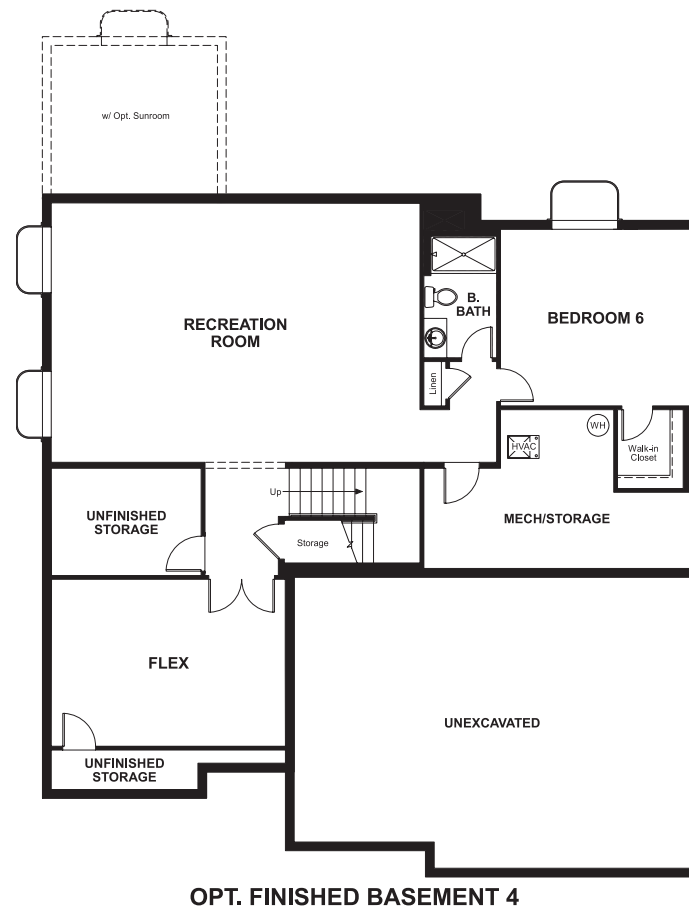 w/ Opt. Sunroom
RECREATION
ROOM
B.
BATH
BEDROOM 6
Linen
WH
HVAC
Walk-in
Closet
Up
UNFINISHED
STORAGE
Storage
MECH/STORAGE
FLEX
UNEXCAVATED
UNFINISHED
STORAGE
OPT. FINISHED BASEMENT 4